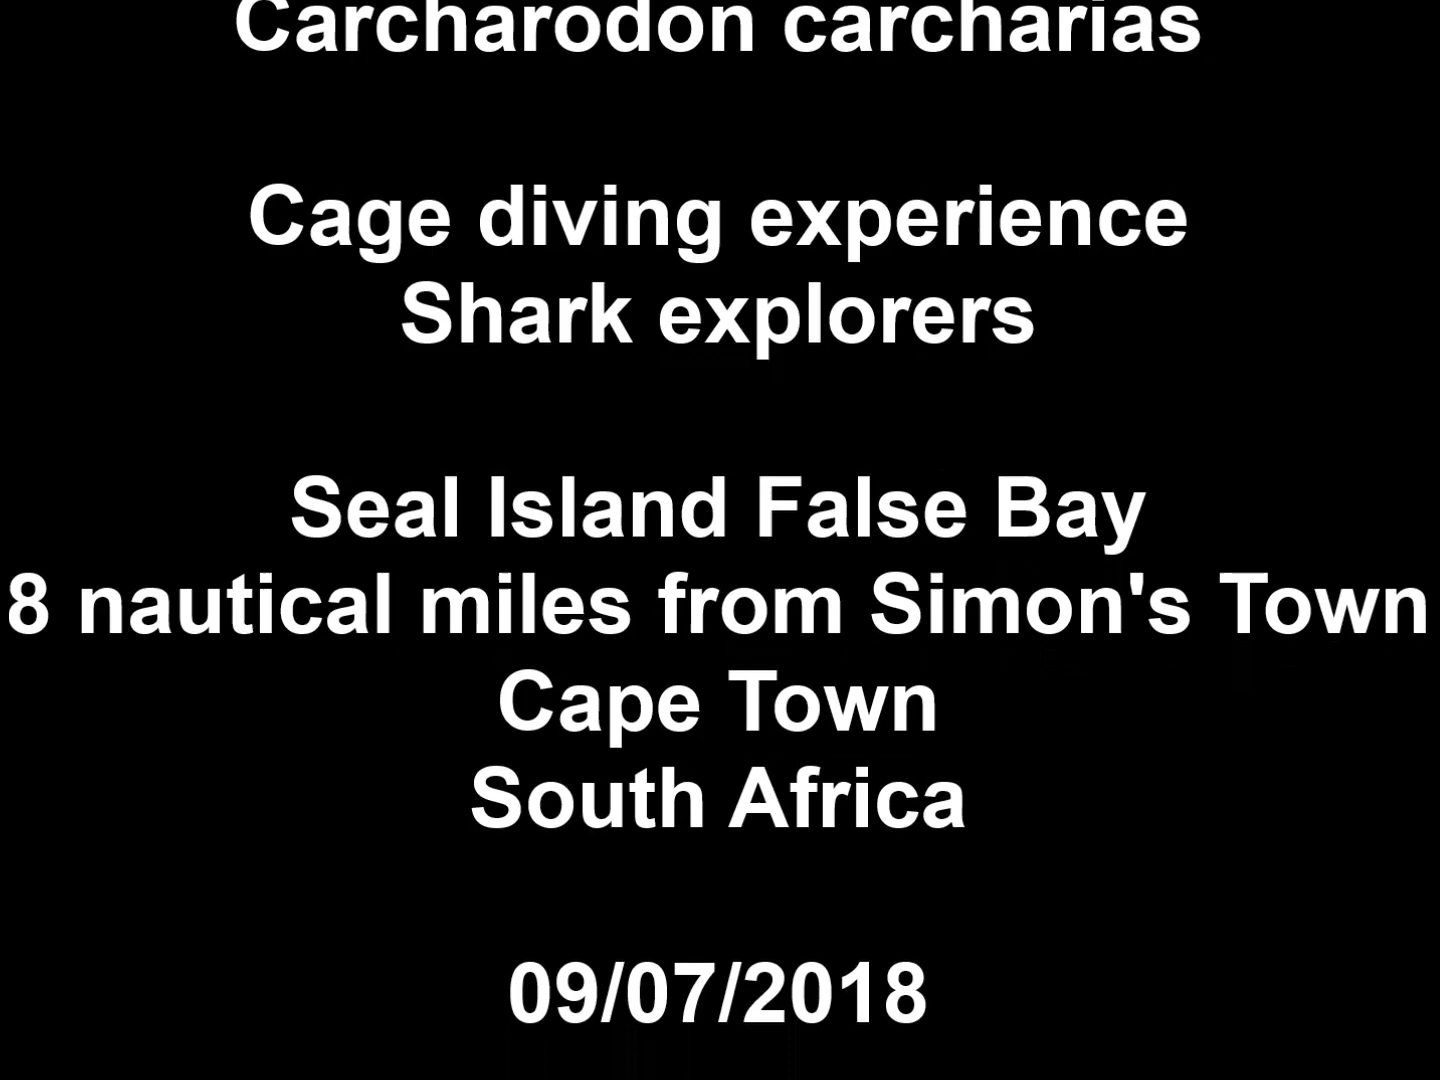 Carcharodon carcharias
Cage diving experience
Shark explorers
Seal Island False Bay
8 nautical miles from Simon's Town
Cape Town
South Africa
09/07/2018